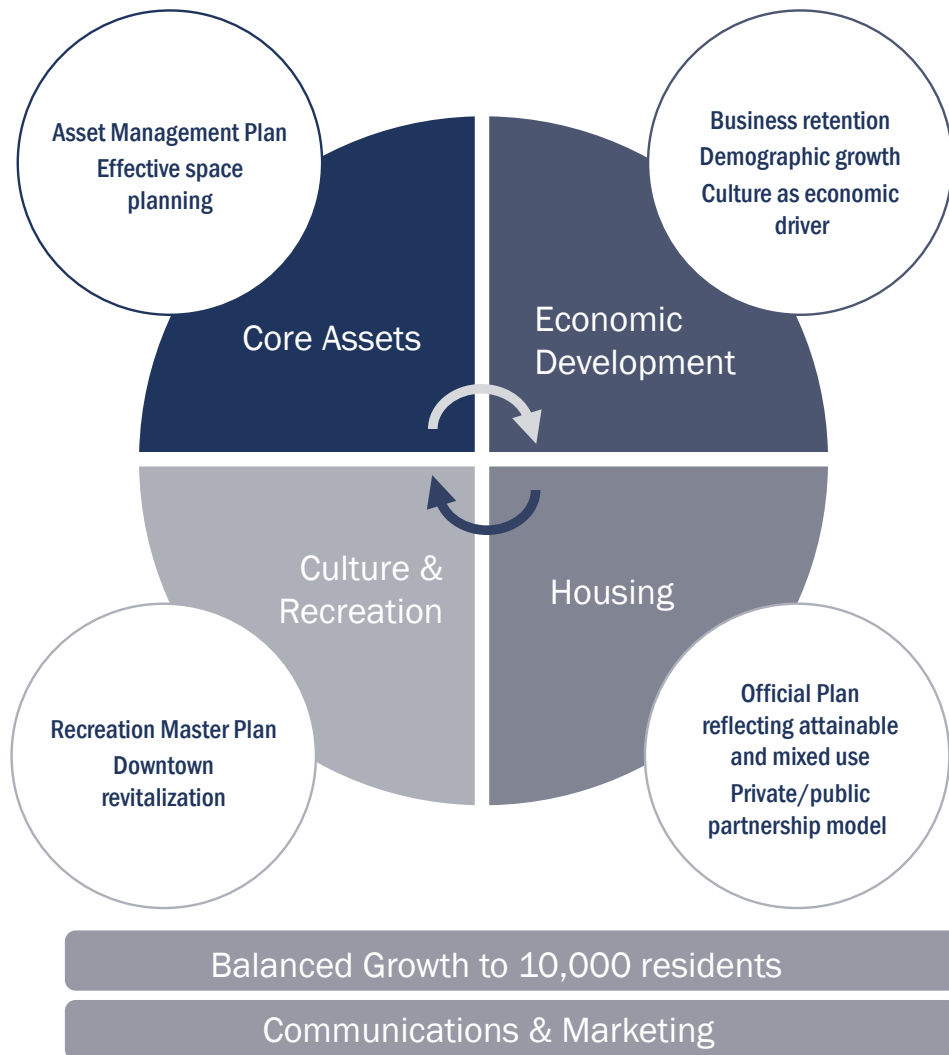 Asset Management Plan
Effective space
planning
Business retention
Demographic growth
Culture as economic
driver
Core Assets
Economic
Development
Culture &
Recreation
Housing
Recreation Master Plan
Downtown
revitalization
Official Plan
reflecting attainable
and mixed use
Private/public
partnership model
Balanced Growth to 10,000 residents
Communications & Marketing